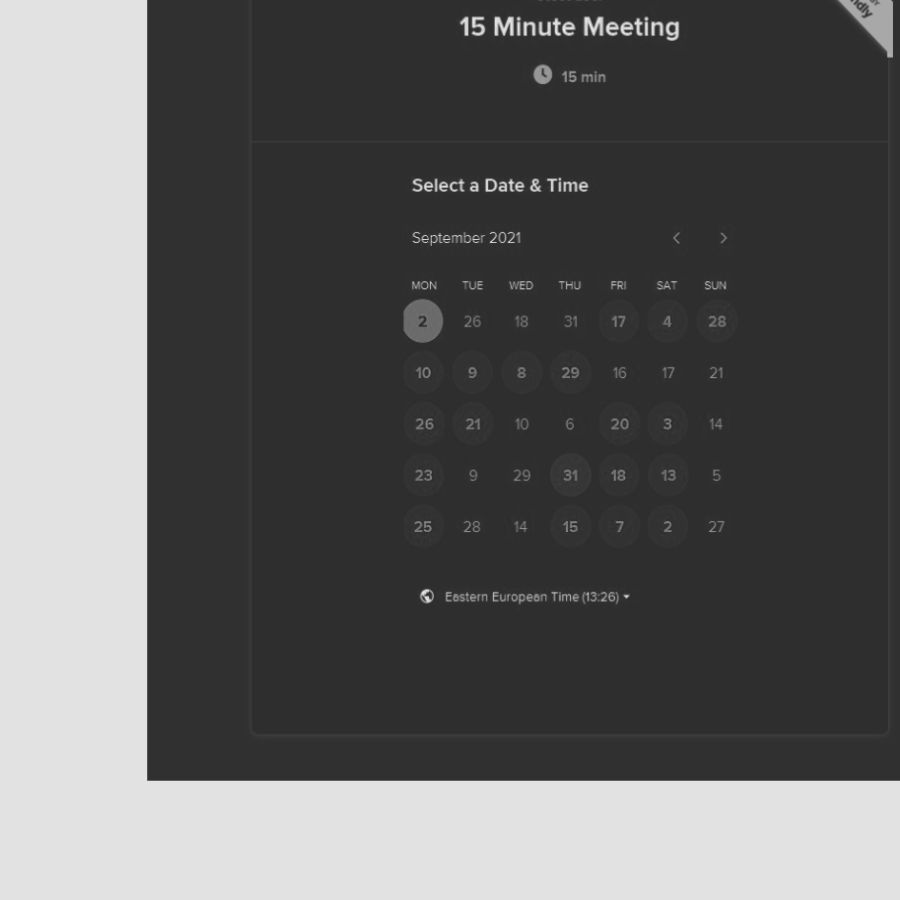 15 Minute Meeting
15 min
Select a Date & Time
September 2021
MON TUE WED THU FRI SAT SUN
2 26 18 31 17 4 28
10 9 8 29 16 17 21
26 21 10 6 20 3 14
23 9 29 31 18 13 5
25 28 14 15 7 2 27
Eastern European Time (13:26)